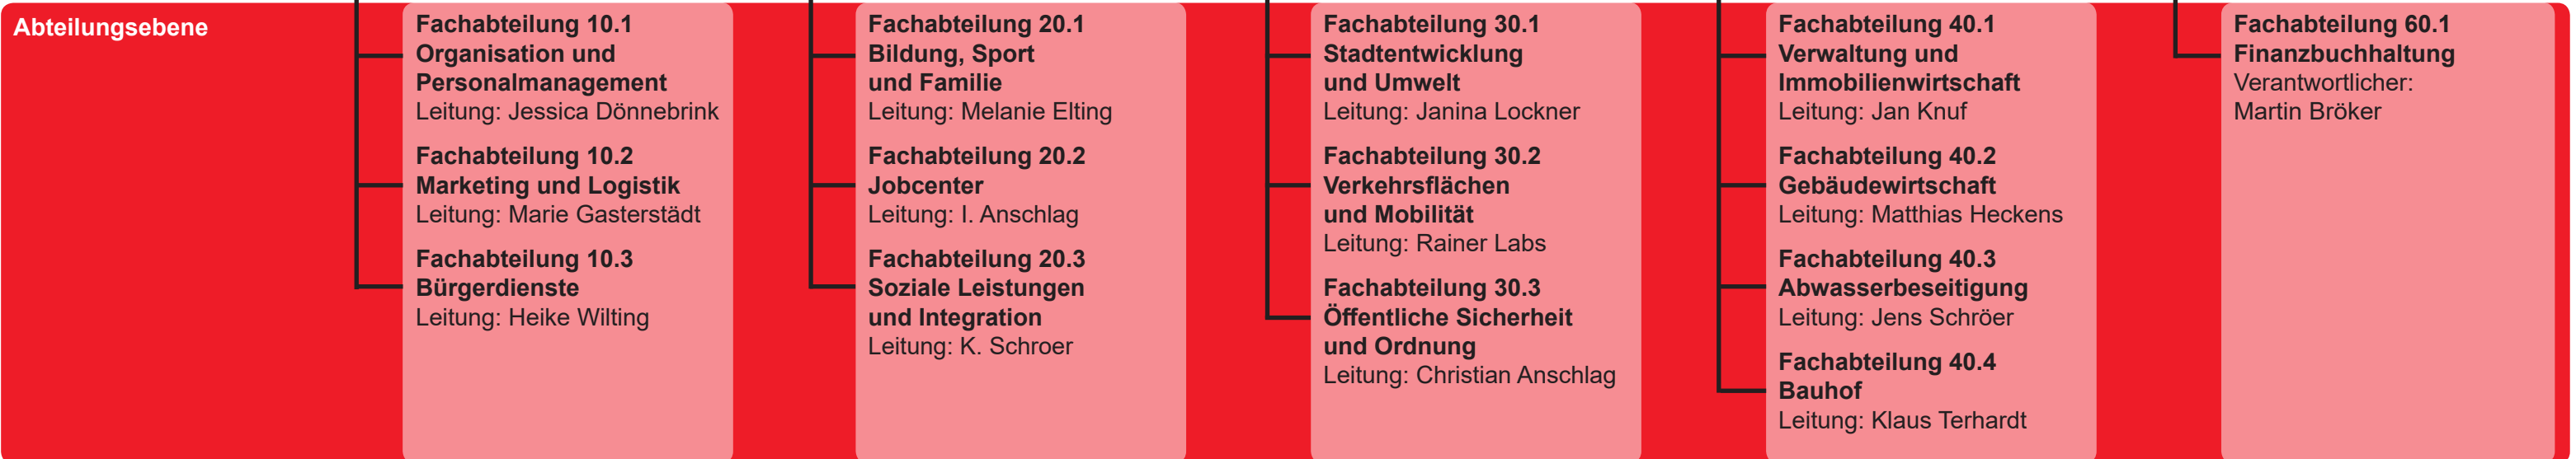 Abteilungsebene
Fachabteilung 10.1
Organisation und
Personalmanagement
Leitung: Jessica Dönnebrink
Fachabteilung 10.2
Marketing und Logistik
Leitung: Marie Gasterstädt
Fachabteilung 10.3
Bürgerdienste
Leitung: Heike Wilting
Fachabteilung 20.1
Bildung, Sport
und Familie
Leitung: Melanie Elting
Fachabteilung 20.2
Jobcenter
Leitung: I. Anschlag
Fachabteilung 20.3
Soziale Leistungen
und Integration
Leitung: K. Schroer
Fachabteilung 30.1
Stadtentwicklung
und Umwelt
Leitung: Janina Lockner
Fachabteilung 30.2
Verkehrsflächen
und Mobilität
Leitung: Rainer Labs
Fachabteilung 30.3
Öffentliche Sicherheit
und Ordnung
Leitung: Christian Anschlag
Fachabteilung 40.1
Verwaltung und
Immobilienwirtschaft
Leitung: Jan Knuf
Fachabteilung 40.2
Gebäudewirtschaft
Leitung: Matthias Heckens
Fachabteilung 40.3
Abwasserbeseitigung
Leitung: Jens Schröer
Fachabteilung 40.4
Bauhof
Leitung: Klaus Terhardt
Fachabteilung 60.1
Finanzbuchhaltung
Verantwortlicher:
Martin Bröker